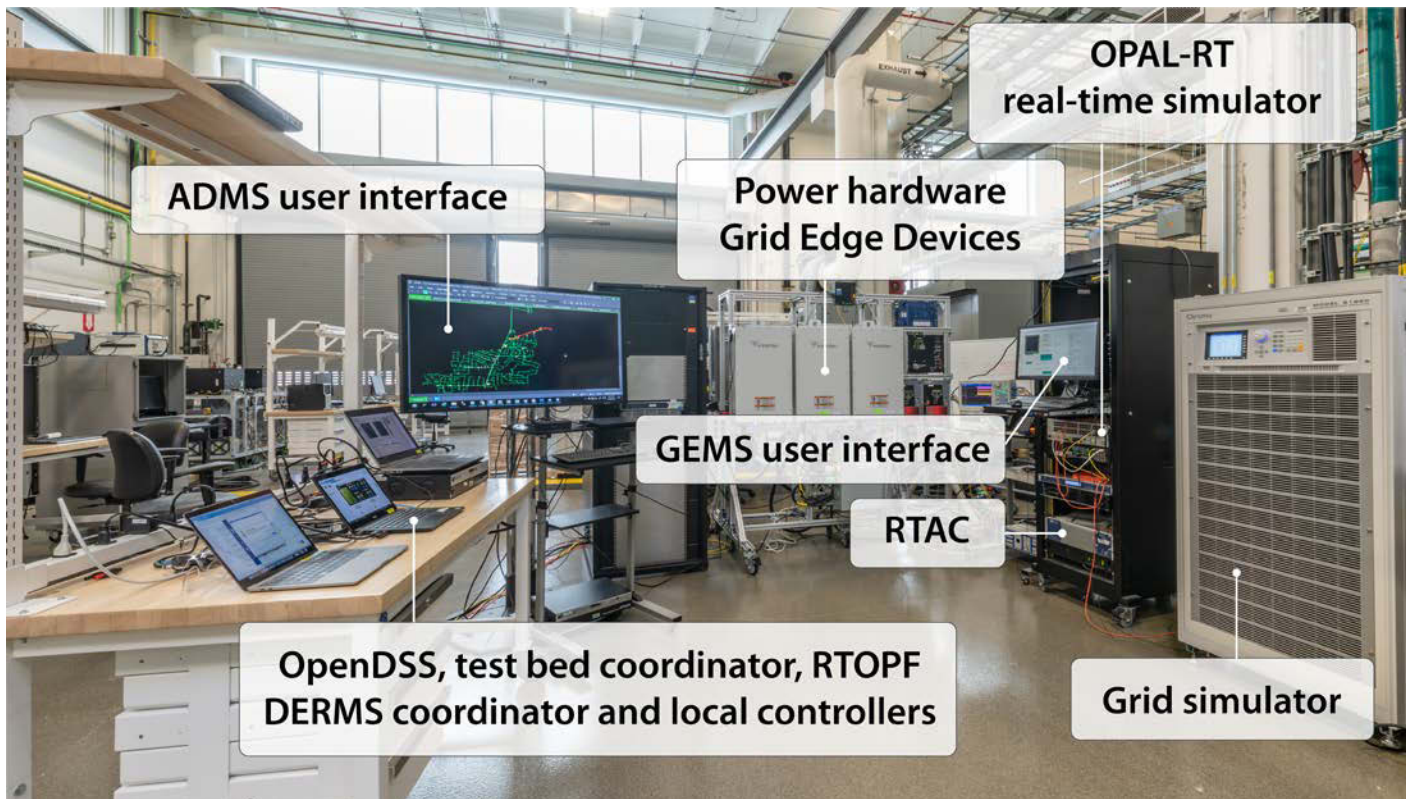 OPAL-RT
real-time simulator
EXHAUST
EXHAUST
ADMS user interface
Power hardware
Grid Edge Devices
GEMS user interface
RTAC
OpenDSS, test bed coordinator, RTOPF
DERMS coordinator and local controllers
Grid simulator